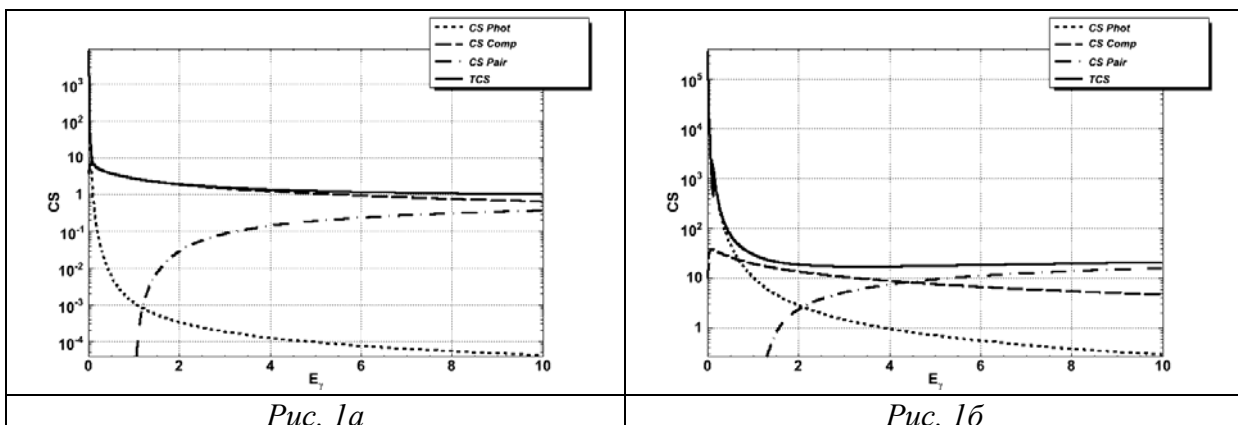 CS Phot
CS Comp
CS Pair
TCS
10³
10²
10
1
10⁻¹
10⁻²
10⁻³
10⁻⁴
CS
0 2 4 6 8 10
Eγ
Рис. 1а
CS Phot
CS Comp
CS Pair
TCS
10⁵
10⁴
10³
10²
10
1
CS
0 2 4 6 8 10
Eγ
Рис. 1б